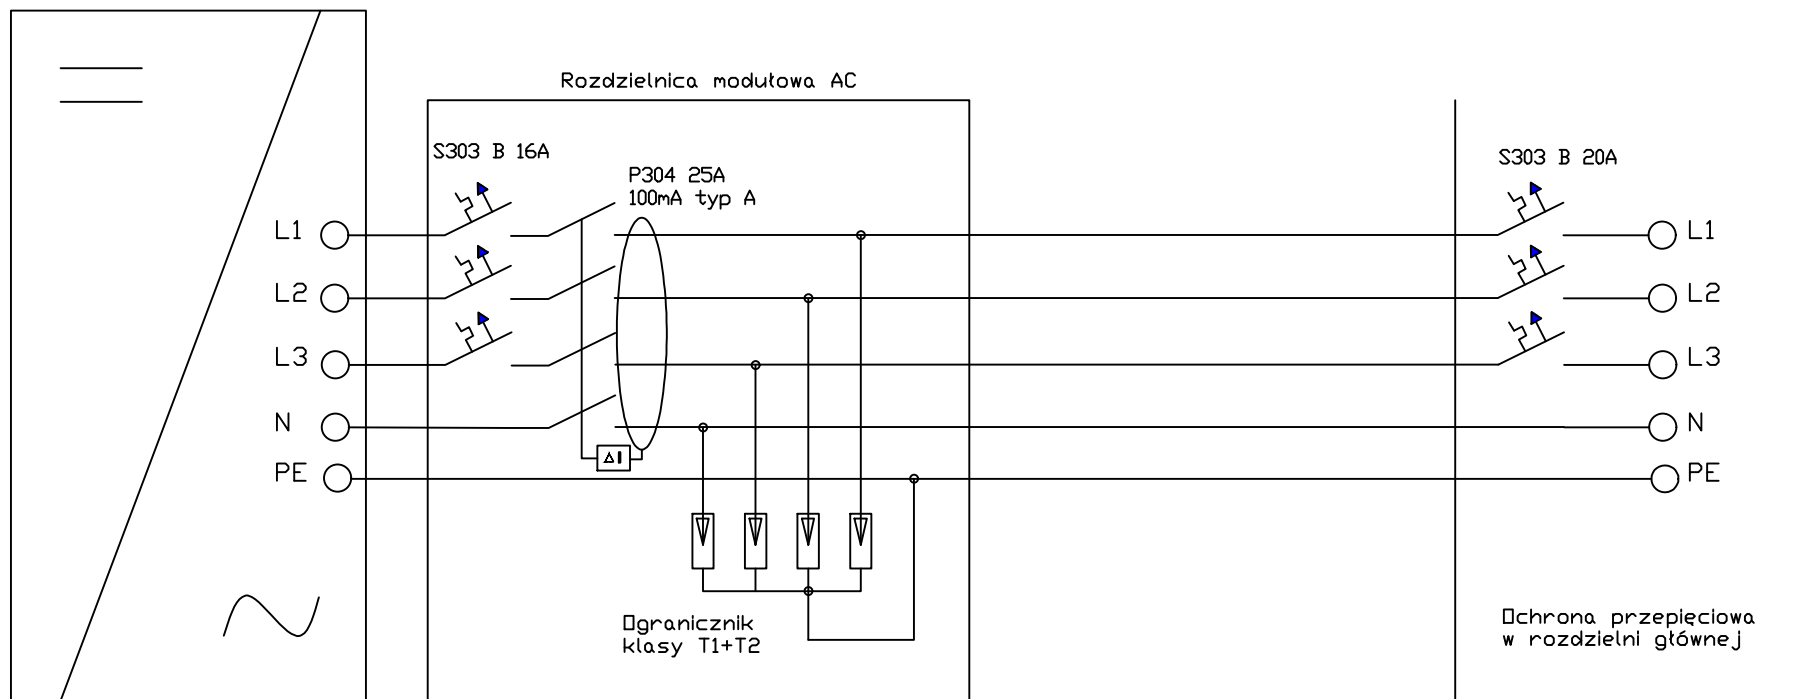 Rozdzielnica modułowa AC
S303 B 16A
P304 25A
100mA typ A
S303 B 20A
L1
L2
L3
N
PE
ΔI
L1
L2
L3
N
PE
Ogranicznik
klasy T1+T2
Ochrona przepięciowa
w rozdzielni głównej